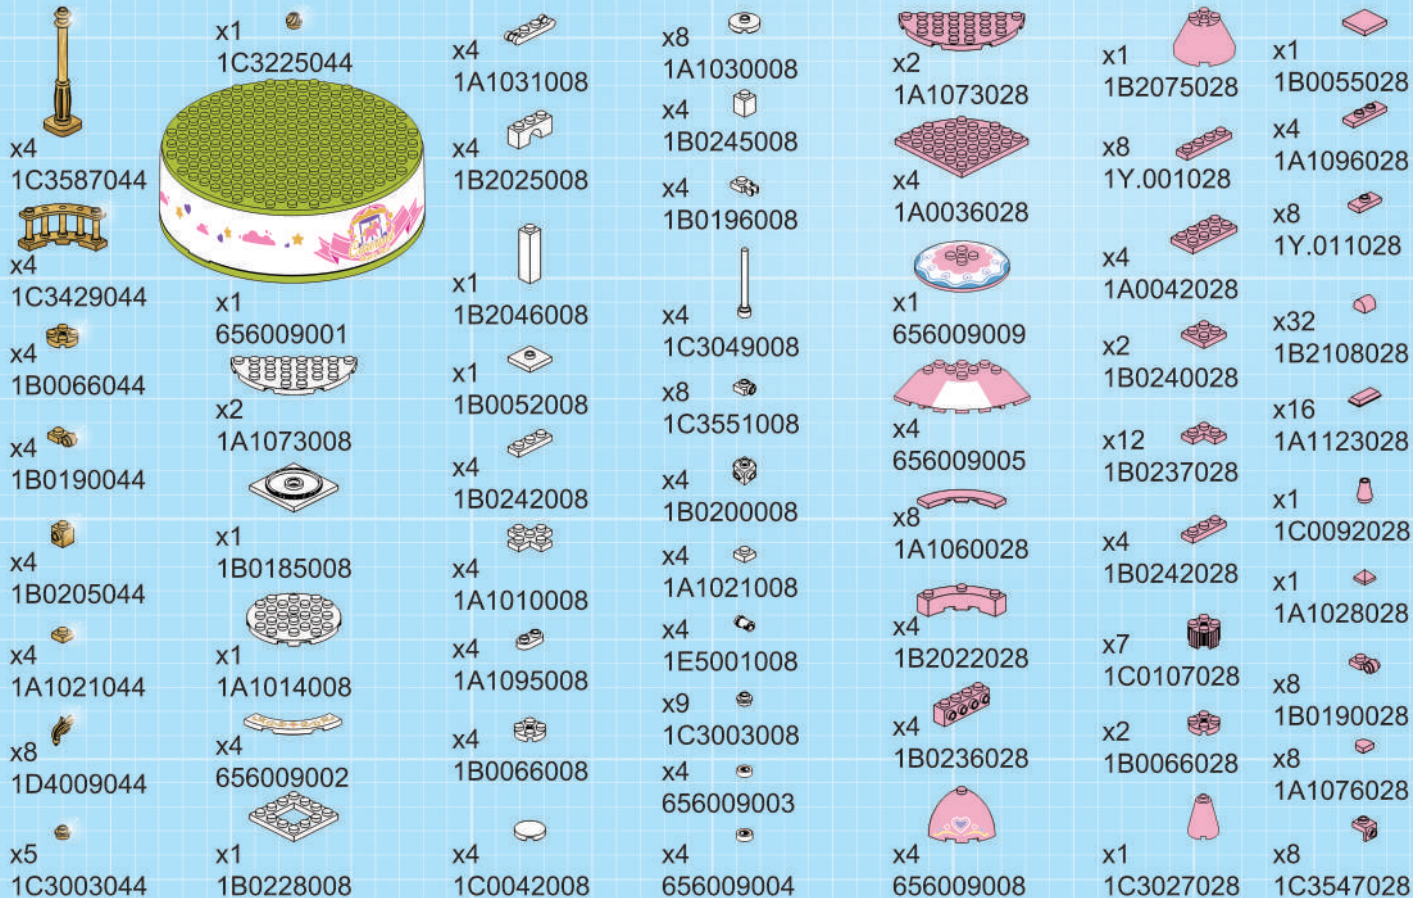 x4
1C3587044
x4
1C3429044
x4
1B0066044
x4
1B0190044
x4
1B0205044
x4
1A1021044
x8
1D4009044
x5
1C3003044
x1
1C3225044
x1
656009001
x2
1A1073008
x1
1B0185008
x1
1A1014008
x4
656009002
x1
1B0228008
x4
1A1031008
x4
1B2025008
x1
1B2046008
x1
1B0052008
x4
1B0242008
x4
1A1010008
x4
1A1095008
x4
1B0066008
x4
1C0042008
x8
1A1030008
x4
1B0245008
x4
1B0196008
x4
1C3049008
x8
1C3551008
x4
1B0200008
x4
1A1021008
x4
1E5001008
x9
1C3003008
x4
656009003
x4
656009004
x2
1A1073028
x4
1A0036028
x1
656009009
x4
656009005
x8
1A1060028
x4
1B2022028
x4
1B0236028
x4
656009008
x1
1B2075028
x8
1Y.001028
x4
1A0042028
x2
1B0240028
x12
1B0237028
x4
1B0242028
x7
1C0107028
x2
1B0066028
x1
1C3027028
x1
1B0055028
x4
1A1096028
x8
1Y.011028
x32
1B2108028
x16
1A1123028
x1
1C0092028
x1
1A1028028
x8
1B0190028
x8
1A1076028
x8
1C3547028